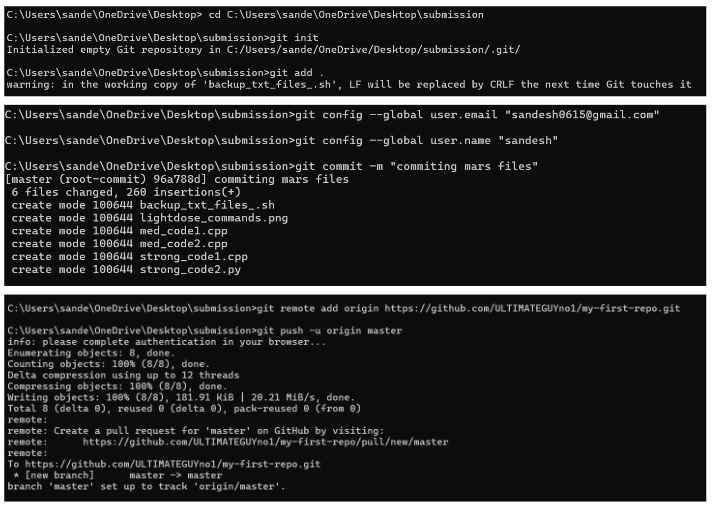 C:\Users\sande\OneDrive\Desktop> cd C:\Users\sande\OneDrive\Desktop\submission
C:\Users\sande\OneDrive\Desktop\submission>git init
Initialized empty Git repository in C:/Users/sande/OneDrive/Desktop/submission/.git/
C:\Users\sande\OneDrive\Desktop\submission>git add .
warning: in the working copy of 'backup_txt_files_.sh', LF will be replaced by CRLF the next time Git touches it
C:\Users\sande\OneDrive\Desktop\submission>git config --global user.email "sandesh0615@gmail.com"
C:\Users\sande\OneDrive\Desktop\submission>git config --global user.name "sandesh"
C:\Users\sande\OneDrive\Desktop\submission>git commit -m "commiting mars files"
[master (root-commit) 96a788d] commiting mars files
 6 files changed, 260 insertions(+)
 create mode 100644 backup_txt_files_.sh
 create mode 100644 lightdose_commands.png
 create mode 100644 med_code1.cpp
 create mode 100644 med_code2.cpp
 create mode 100644 strong_code1.cpp
 create mode 100644 strong_code2.py
C:\Users\sande\OneDrive\Desktop\submission>git remote add origin https://github.com/ULTIMATEGUYno1/my-first-repo.git
C:\Users\sande\OneDrive\Desktop\submission>git push -u origin master
info: please complete authentication in your browser...
Enumerating objects: 8, done.
Counting objects: 100% (8/8), done.
Delta compression using up to 12 threads
Compressing objects: 100% (8/8), done.
Writing objects: 100% (8/8), 181.91 KiB | 20.21 MiB/s, done.
Total 8 (delta 0), reused 0 (delta 0), pack-reused 0 (from 0)
remote:
remote: Create a pull request for 'master' on GitHub by visiting:
remote:      https://github.com/ULTIMATEGUYno1/my-first-repo/pull/new/master
remote:
To https://github.com/ULTIMATEGUYno1/my-first-repo.git
 * [new branch]      master -> master
branch 'master' set up to track 'origin/master'.